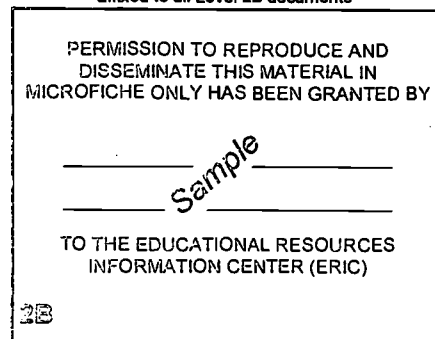 affixed to all Level 2B documents
PERMISSION TO REPRODUCE AND
DISSEMINATE THIS MATERIAL IN
MICROFICHE ONLY HAS BEEN GRANTED BY
Sample
TO THE EDUCATIONAL RESOURCES
INFORMATION CENTER (ERIC)
2B